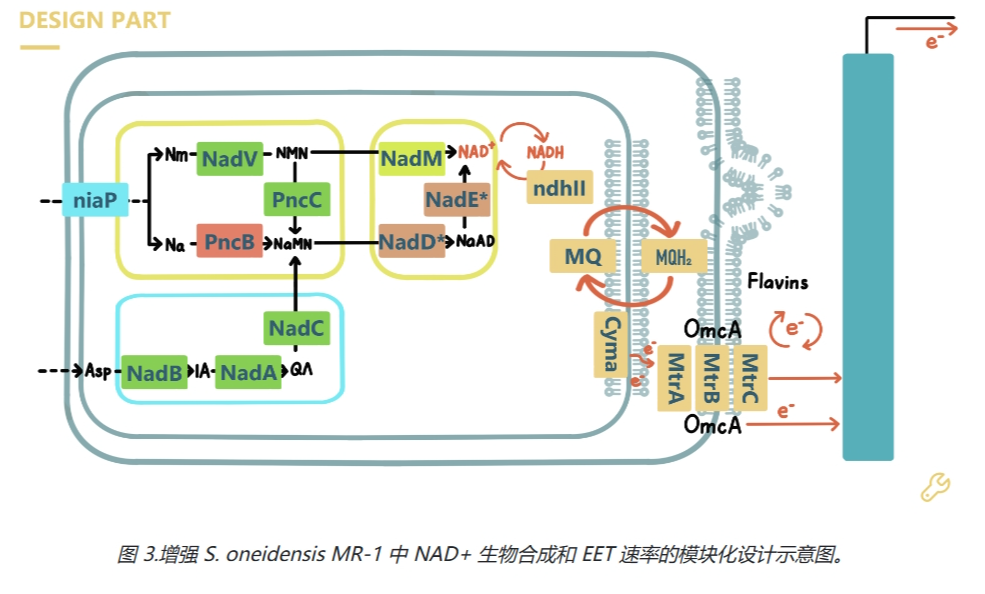 DESIGN PART
e-
niaP
Nm
NadV
NMN
NadM
NAD+
NADH
ndhII
PncC
NadE*
Na
PncB
NaMN
NadD*
NaAD
MQ
MQH₂
Flavins
NadC
Asp
NadB
IA
NadA
QA
Cyma
e-
e-
OmcA
e-
MtrA
MtrB
MtrC
OmcA
e-
图 3.增强 S. oneidensis MR-1 中 NAD+ 生物合成和 EET 速率的模块化设计示意图。